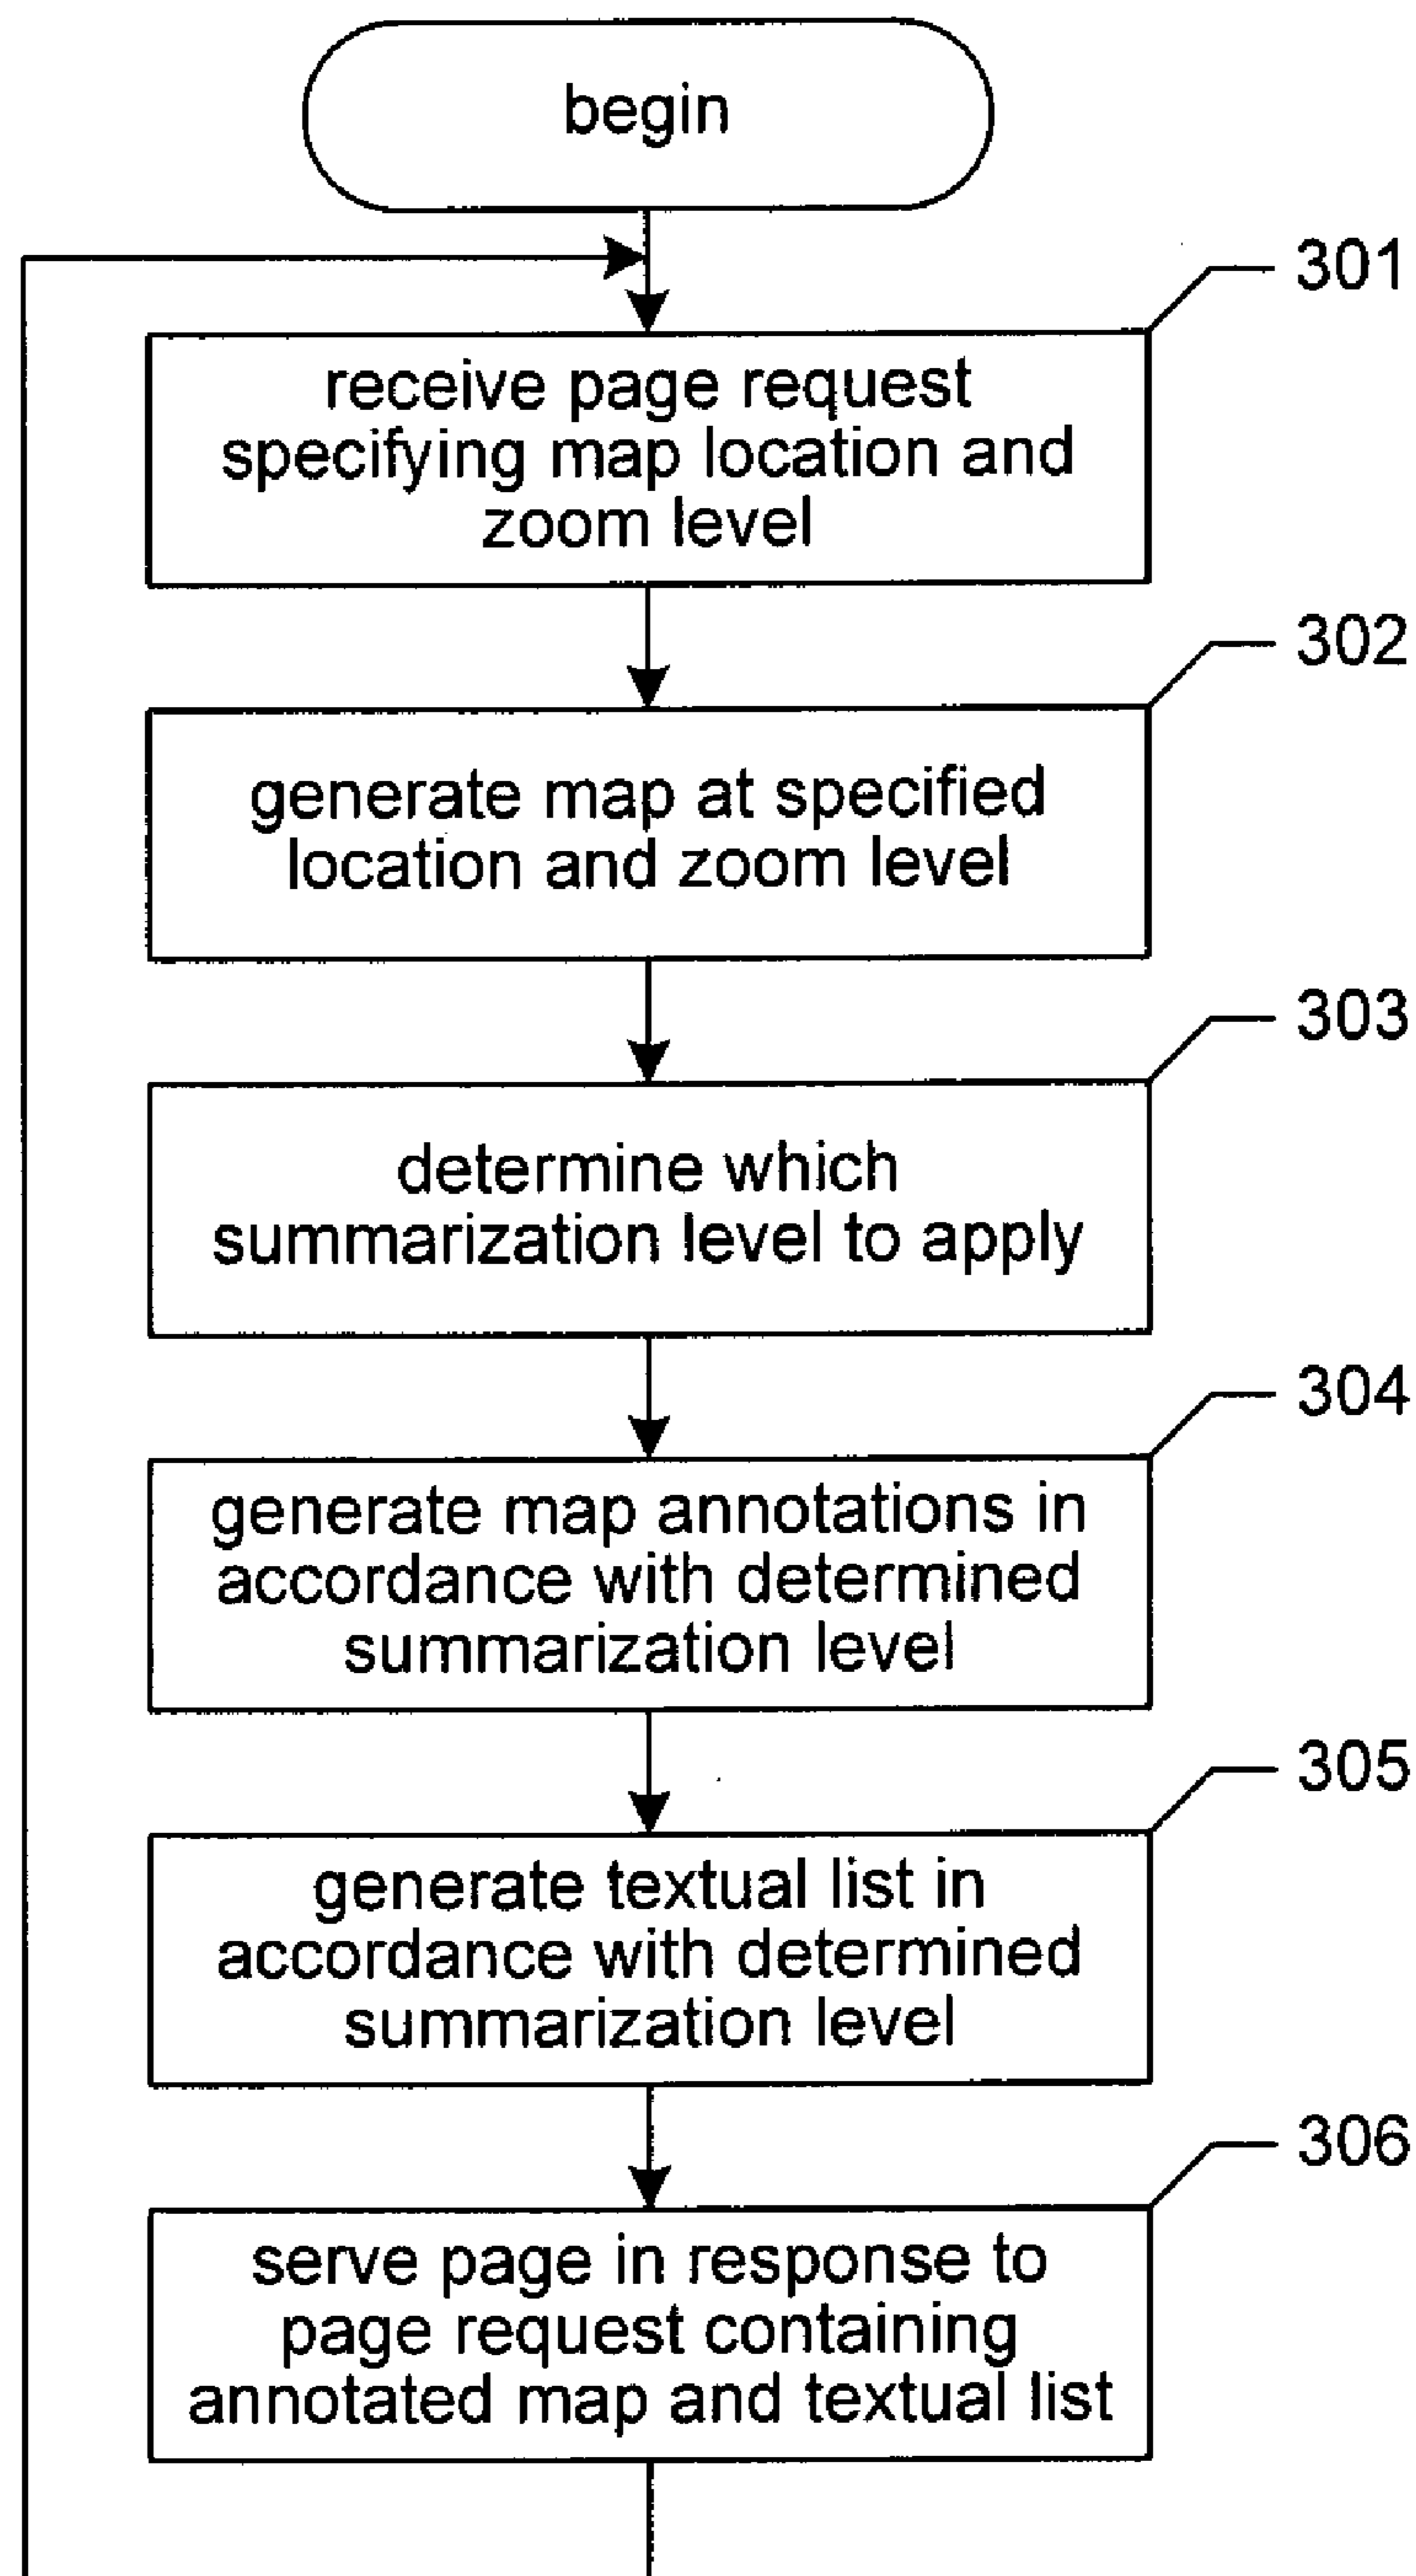 begin
301
receive page request
specifying map location and
zoom level
302
generate map at specified
location and zoom level
303
determine which
summarization level to apply
304
generate map annotations in
accordance with determined
summarization level
305
generate textual list in
accordance with determined
summarization level
306
serve page in response to
page request containing
annotated map and textual list